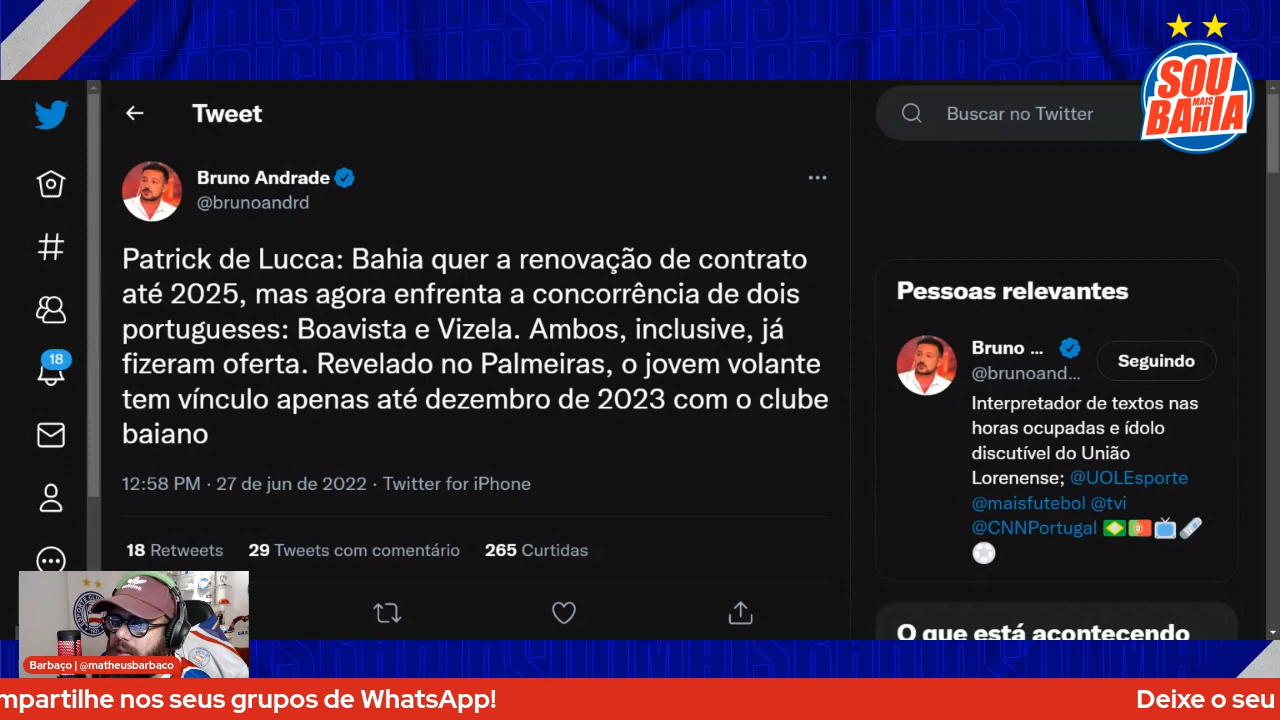 SOU
MAIS
BAHIA
Tweet
Buscar no Twitter
Bruno Andrade
@brunoandrd
Patrick de Lucca: Bahia quer a renovação de contrato
até 2025, mas agora enfrenta a concorrência de dois
portugueses: Boavista e Vizela. Ambos, inclusive, já
fizeram oferta. Revelado no Palmeiras, o jovem volante
tem vínculo apenas até dezembro de 2023 com o clube
baiano
12:58 PM · 27 de jun de 2022 · Twitter for iPhone
18 Retweets 29 Tweets com comentário 265 Curtidas
18
Pessoas relevantes
Bruno ...
@brunoand...
Seguindo
Interpretador de textos nas
horas ocupadas e ídolo
discutível do União
Lorenense; @UOLEsporte
@maisfutebol @tvi
@CNNPortugal
O que está acontecendo
Barbaço | @matheusbarbaco
mpartilhe nos seus grupos de WhatsApp!
Deixe o seu